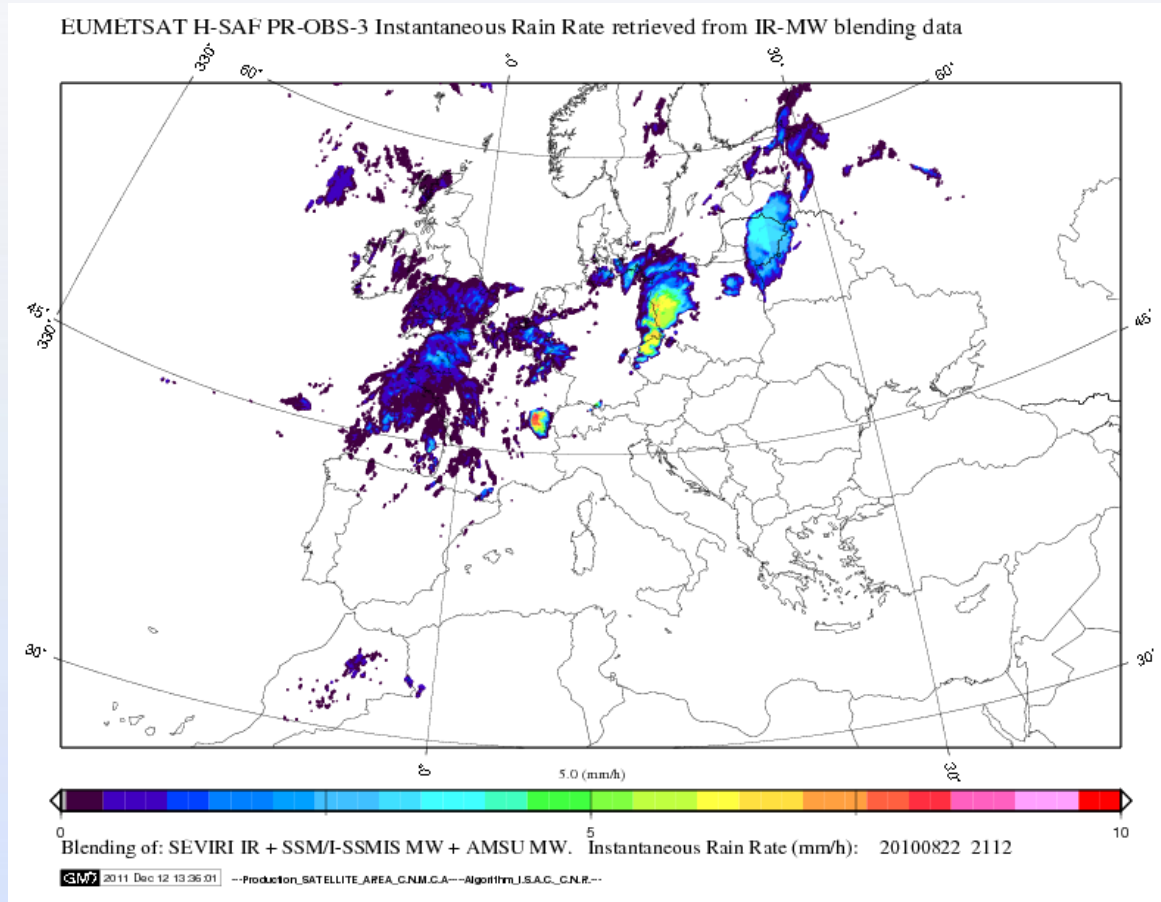 EUMETSAT H-SAF PR-OBS-3 Instantaneous Rain Rate retrieved from IR-MW blending data
330° 60° 0° 30° 60°
45° 330° 45°
30° 30°
0° 30°
5.0 (mm/h)
0 5 10
Blending of: SEVIRI IR + SSM/I-SSMIS MW + AMSU MW. Instantaneous Rain Rate (mm/h): 20100822 2112
GMT 2011 Dec 12 13:36:01 ---Production_SATELLITE_AREA_C.N.M.C.A----Algorithm_I.S.A.C._C.N.R.---